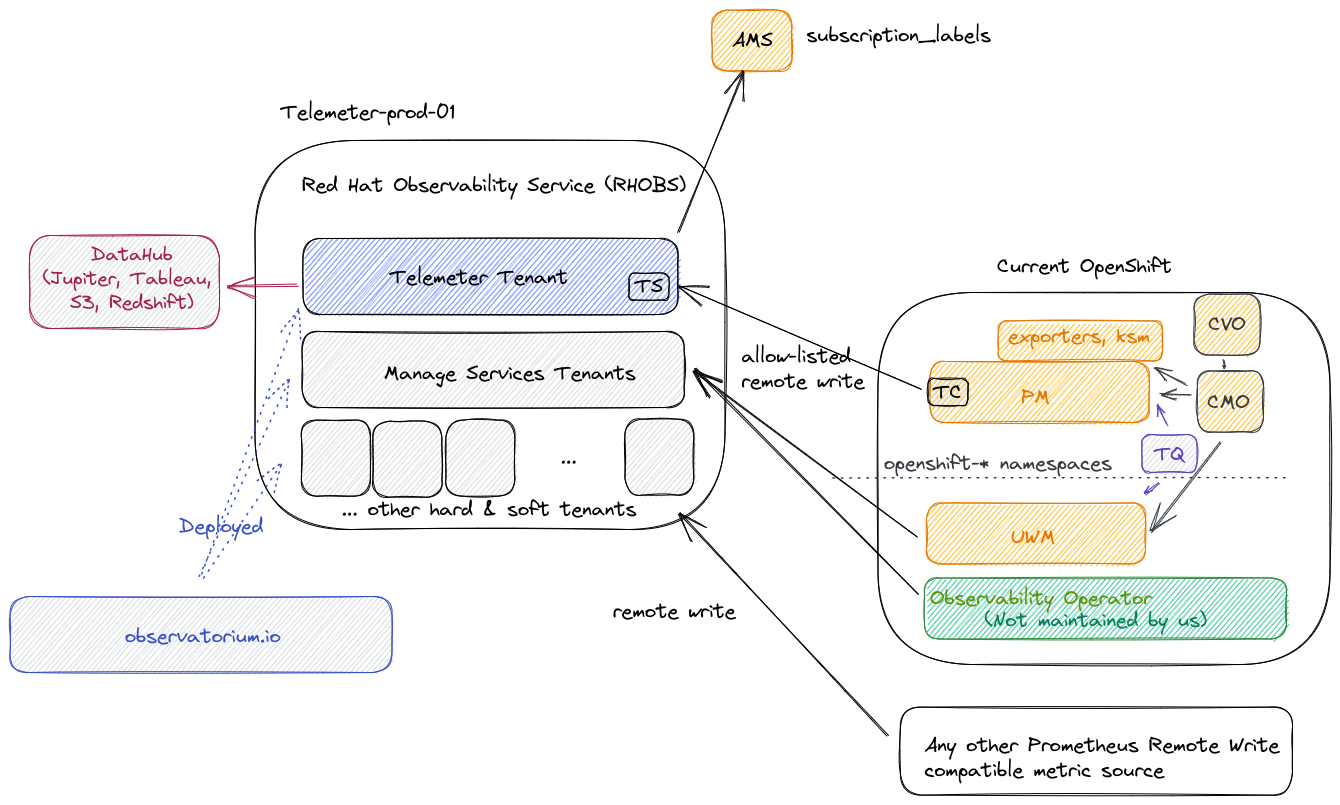 AMS
subscription_labels
Telemeter-prod-01
Red Hat Observability Service (RHOBS)
DataHub
(Jupiter, Tableau,
S3, Redshift)
Telemeter Tenant
TS
Manage Services Tenants
...
... other hard & soft tenants
Deployed
observatorium.io
allow-listed
remote write
remote write
Current OpenShift
CVO
exporters, ksm
TC
PM
CMO
TQ
openshift-* namespaces
UWM
Observability Operator
(Not maintained by us)
Any other Prometheus Remote Write
compatible metric source